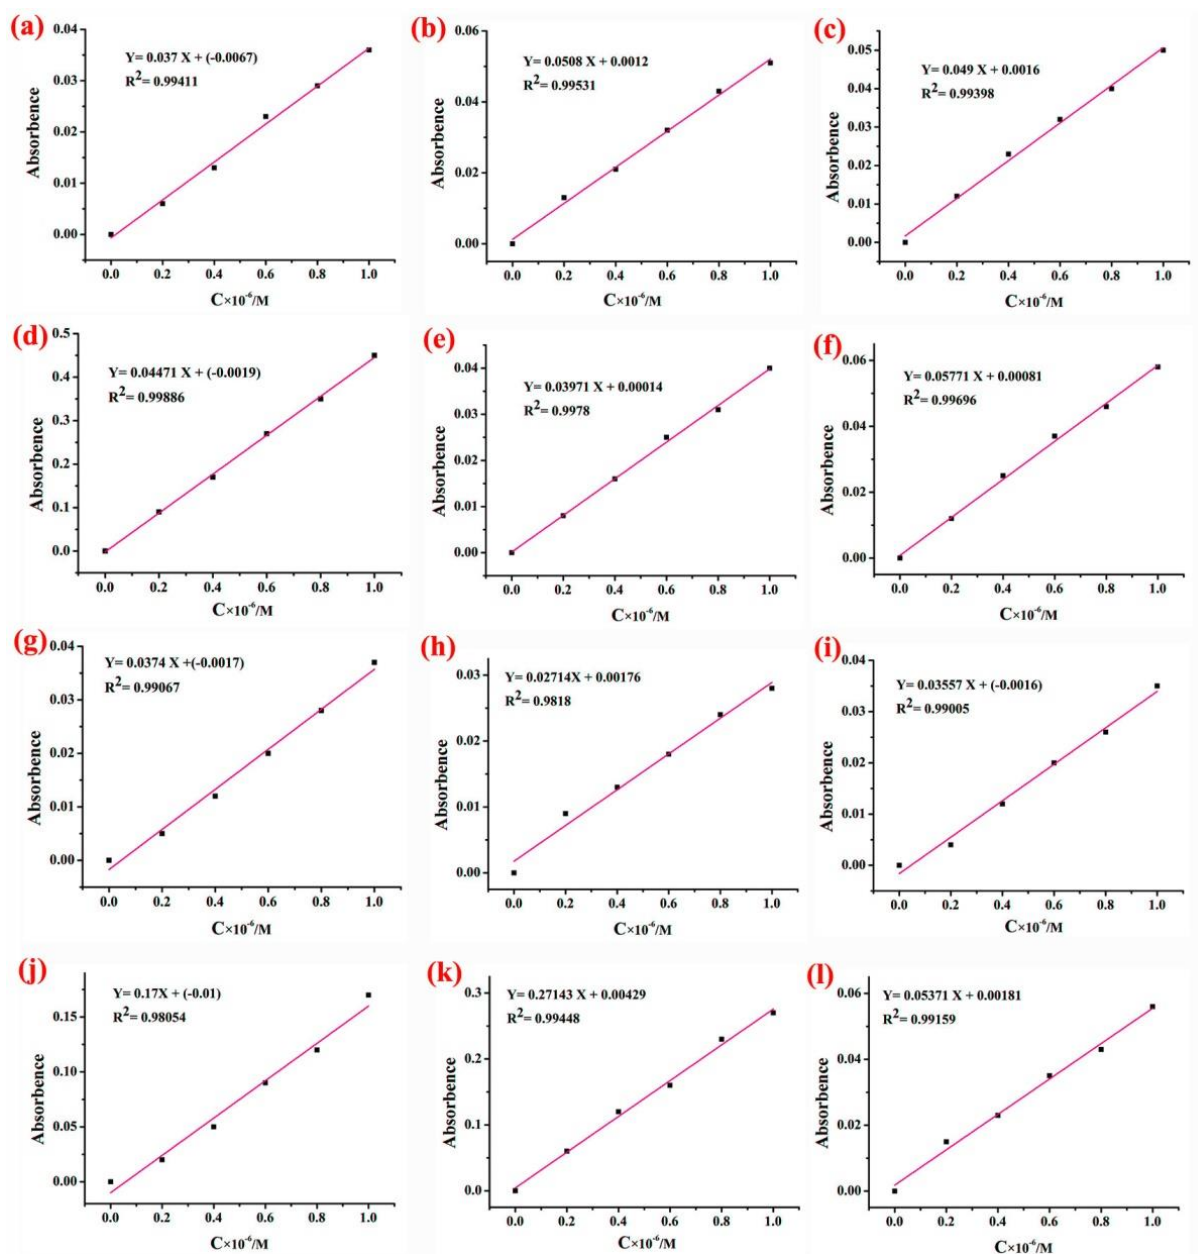 (a)
Y= 0.037 X + (-0.0067)
R2= 0.99411
0.04
0.03
0.02
0.01
0.00
Absorbence
0.0 0.2 0.4 0.6 0.8 1.0
C×10-6/M
(b)
Y= 0.0508 X + 0.0012
R2= 0.99531
0.06
0.04
0.02
0.00
Absorbence
0.0 0.2 0.4 0.6 0.8 1.0
C×10-6/M
(c)
Y= 0.049 X + 0.0016
R2= 0.99398
0.05
0.04
0.03
0.02
0.01
0.00
Absorbence
0.0 0.2 0.4 0.6 0.8 1.0
C×10-6/M
(d)
Y= 0.04471 X + (-0.0019)
R2= 0.99886
0.5
0.4
0.3
0.2
0.1
0.0
Absorbence
0.0 0.2 0.4 0.6 0.8 1.0
C×10-6/M
(e)
Y= 0.03971 X + 0.00014
R2= 0.9978
0.04
0.03
0.02
0.01
0.00
Absorbence
0.0 0.2 0.4 0.6 0.8 1.0
C×10-6/M
(f)
Y= 0.05771 X + 0.00081
R2= 0.99696
0.06
0.04
0.02
0.00
Absorbence
0.0 0.2 0.4 0.6 0.8 1.0
C×10-6/M
(g)
Y= 0.0374 X +(-0.0017)
R2= 0.99067
0.04
0.03
0.02
0.01
0.00
Absorbence
0.0 0.2 0.4 0.6 0.8 1.0
C×10-6/M
(h)
Y= 0.02714X + 0.00176
R2= 0.9818
0.03
0.02
0.01
0.00
Absorbence
0.0 0.2 0.4 0.6 0.8 1.0
C×10-6/M
(i)
Y= 0.03557 X + (-0.0016)
R2= 0.99005
0.04
0.03
0.02
0.01
0.00
Absorbence
0.0 0.2 0.4 0.6 0.8 1.0
C×10-6/M
(j)
Y= 0.17X + (-0.01)
R2= 0.98054
0.15
0.10
0.05
0.00
Absorbence
0.0 0.2 0.4 0.6 0.8 1.0
C×10-6/M
(k)
Y= 0.27143 X + 0.00429
R2= 0.99448
0.3
0.2
0.1
0.0
Absorbence
0.0 0.2 0.4 0.6 0.8 1.0
C×10-6/M
(l)
Y= 0.05371 X + 0.00181
R2= 0.99159
0.06
0.04
0.02
0.00
Absorbence
0.0 0.2 0.4 0.6 0.8 1.0
C×10-6/M